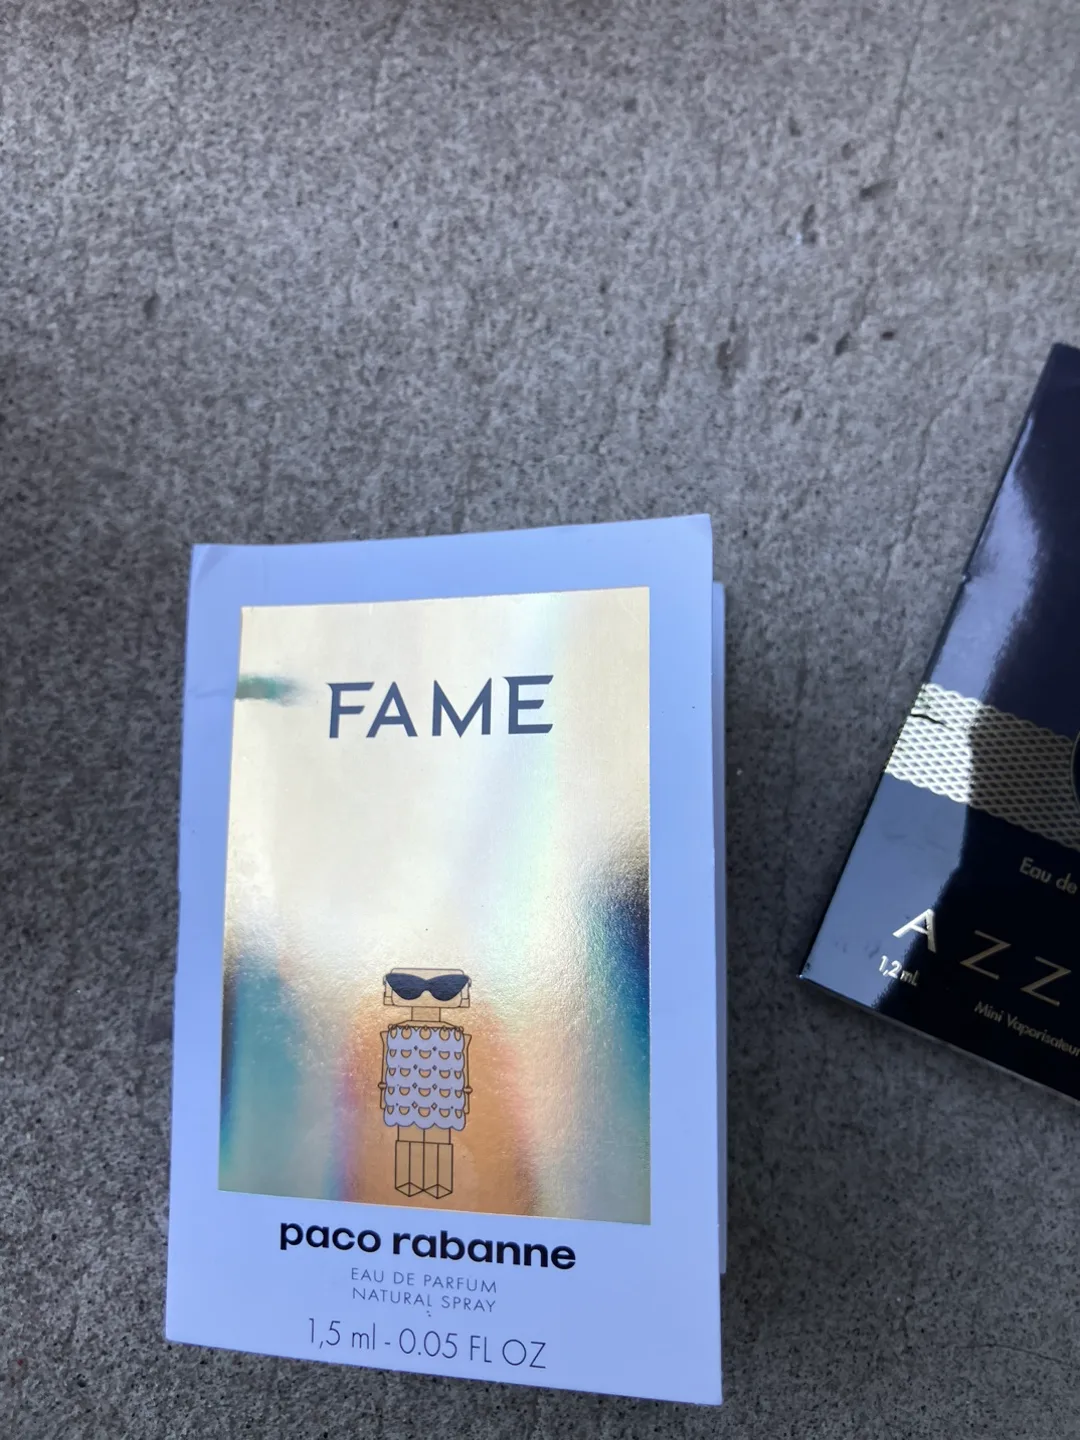 FAME
paco rabanne
EAU DE PARFUM
NATURAL SPRAY
1,5 ml - 0.05 FL OZ
Eau de
AZZ
1,2 mL
Mini Vaporisateur